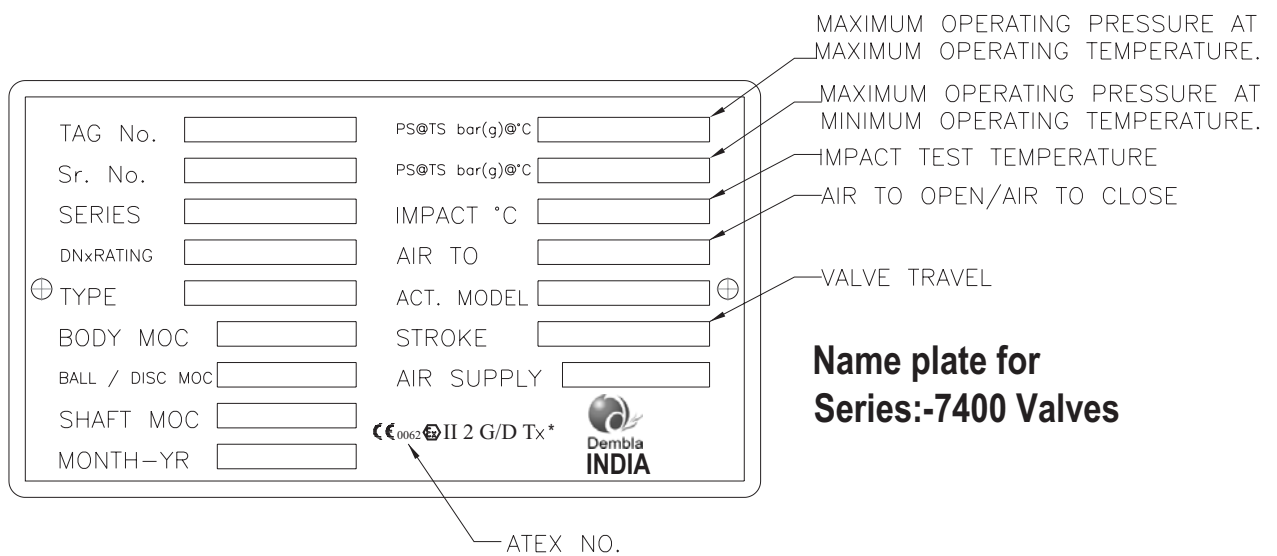 MAXIMUM OPERATING PRESSURE AT
MAXIMUM OPERATING TEMPERATURE.
MAXIMUM OPERATING PRESSURE AT
MINIMUM OPERATING TEMPERATURE.
IMPACT TEST TEMPERATURE
AIR TO OPEN/AIR TO CLOSE
VALVE TRAVEL
TAG No.
Sr. No.
SERIES
DNxRATING
TYPE
BODY MOC
BALL / DISC MOC
SHAFT MOC
MONTH-YR
PS@TS bar(g)@°C
PS@TS bar(g)@°C
IMPACT °C
AIR TO
ACT. MODEL
STROKE
AIR SUPPLY
CE 0062 Ex II 2 G/D Tx*
Dembla
INDIA
Name plate for
Series:-7400 Valves
ATEX NO.